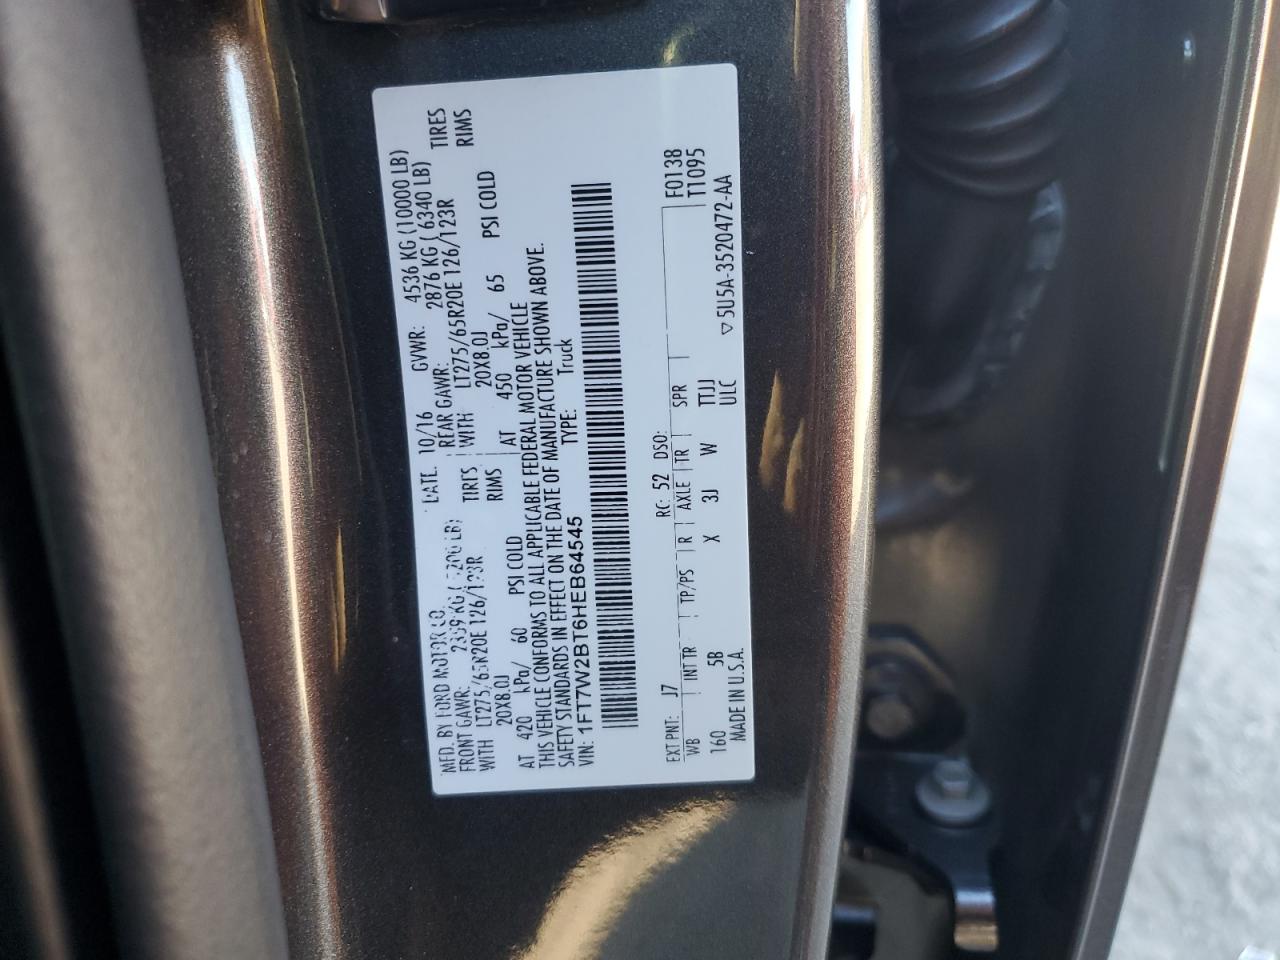 MFD. BY FORD MOTOR CO.
DATE: 10/16 GVWR: 4536 KG (10000 LB)
FRONT GAWR: KG ( LB) REAR GAWR: 2876 KG ( 6340 LB)
WITH LT275/65R20E 126/123R TIRES WITH LT275/65R20E 126/123R TIRES
20X8.0J RIMS 20X8.0J RIMS
AT 420 kPa/ 60 PSI COLD AT 450 kPa/ 65 PSI COLD
THIS VEHICLE CONFORMS TO ALL APPLICABLE FEDERAL MOTOR VEHICLE
SAFETY STANDARDS IN EFFECT ON THE DATE OF MANUFACTURE SHOWN ABOVE.
VIN: 1FT7W2BT6HEB64545 TYPE: Truck
EXT PNT: J7 RC: 52 DSO: F0138
WB INT TR TP/PS R AXLE TR SPR T1095
160 5B X 3J W TTJJ
MADE IN U.S.A. ULC ▽5U5A-3520472-AA